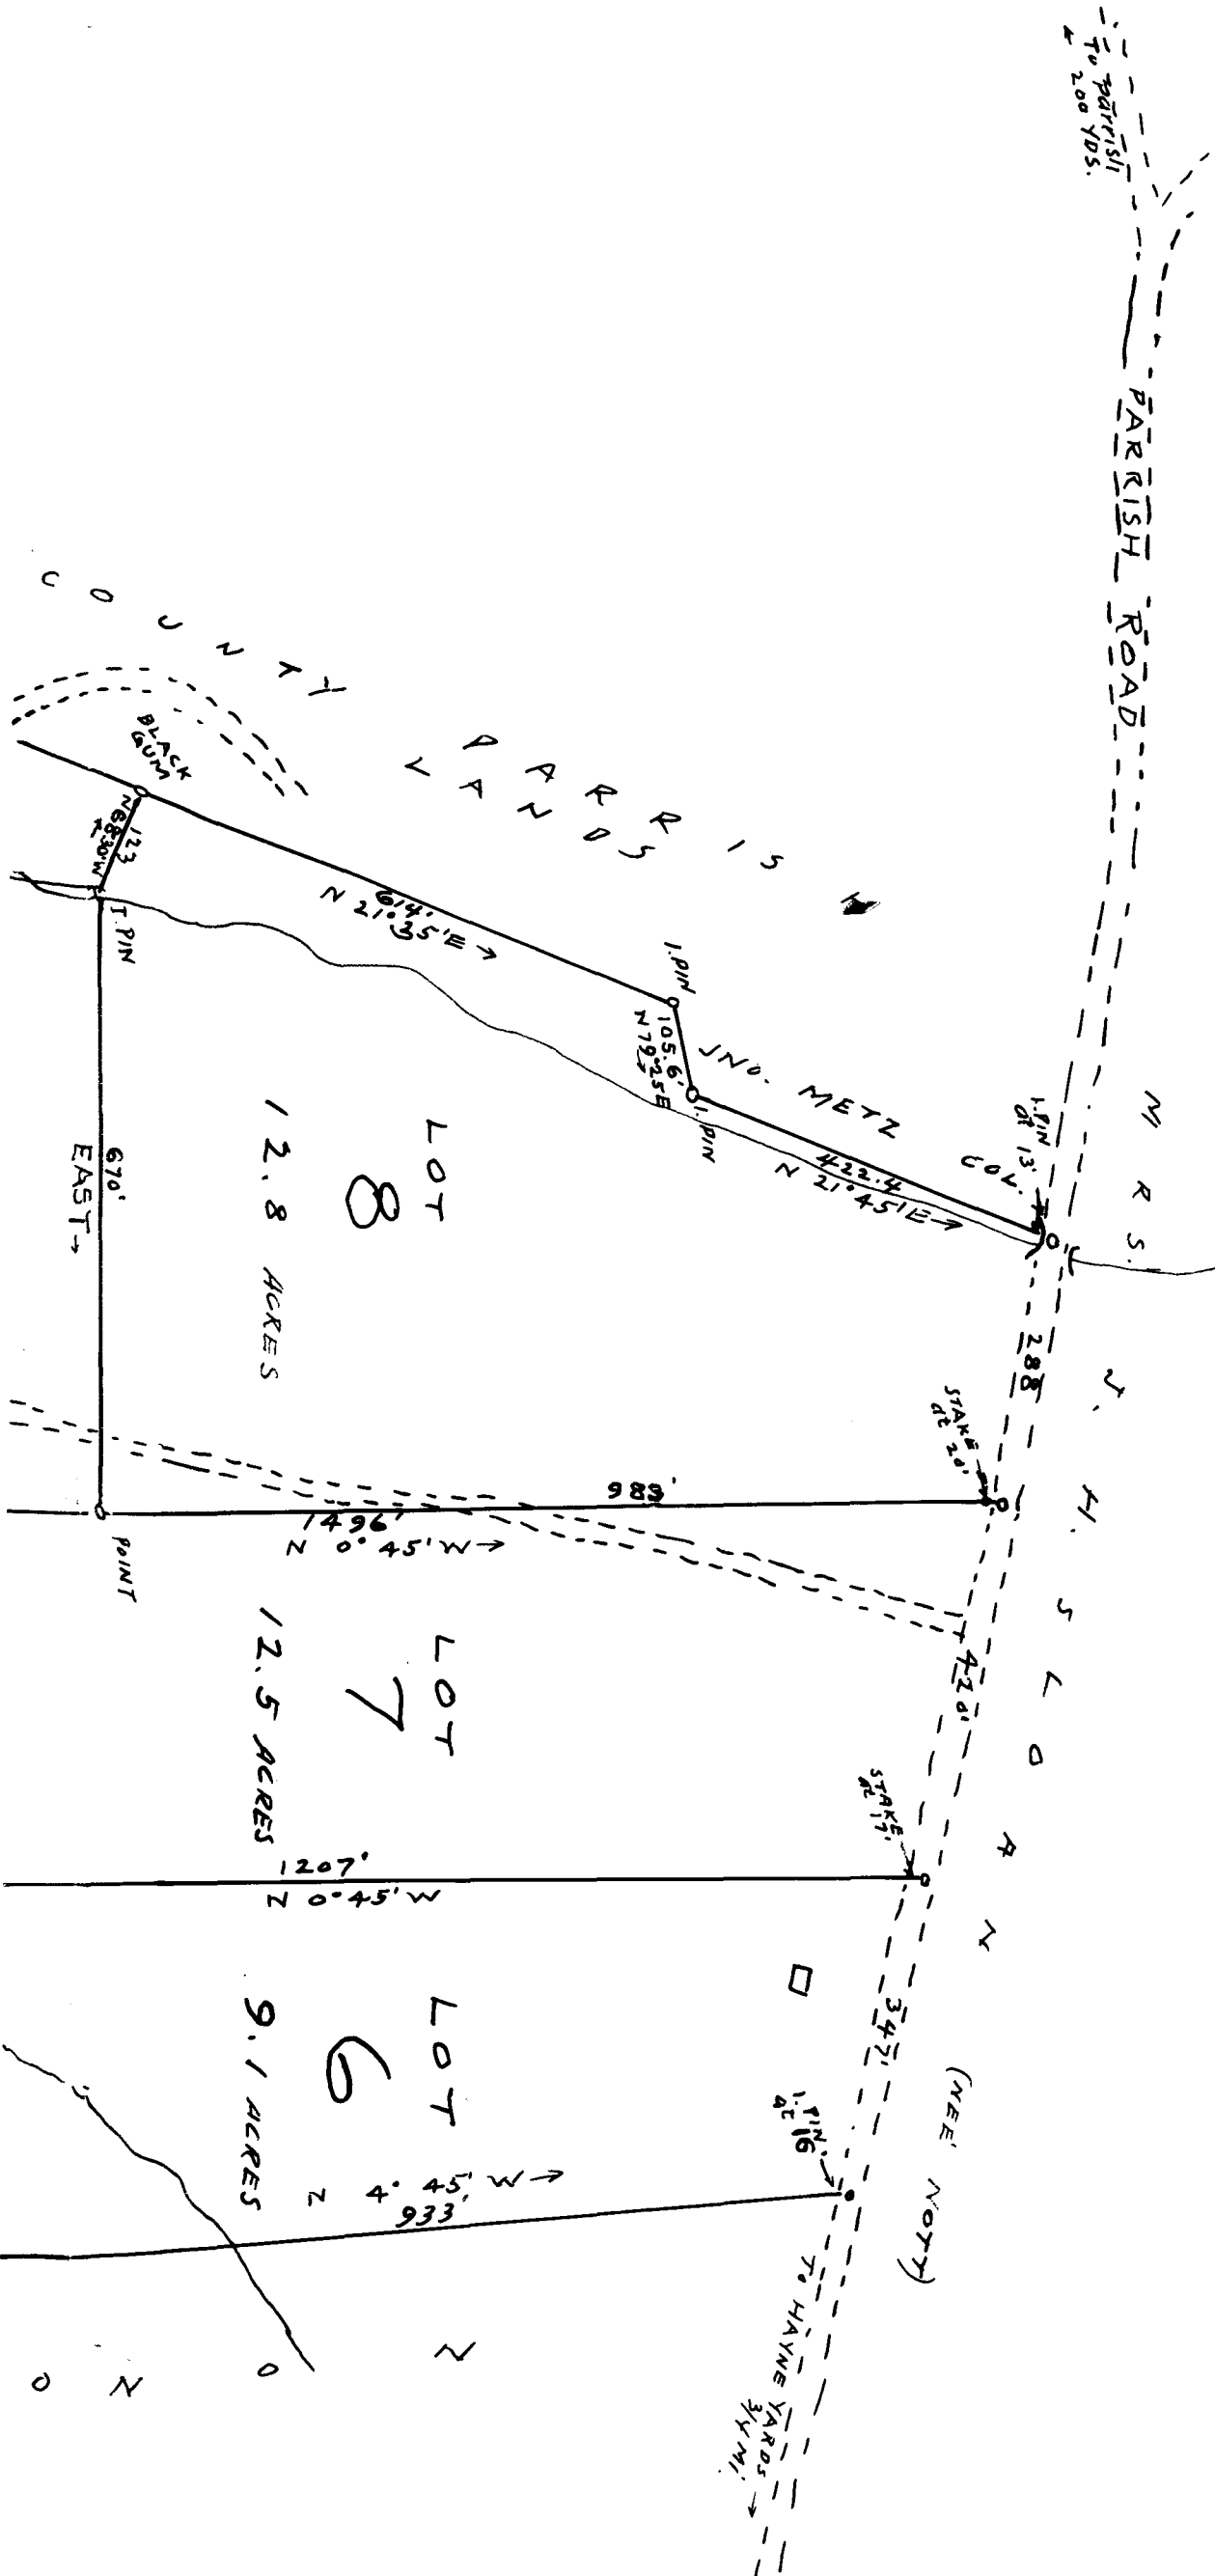 To parrish
← 200 YDS.
PARRISH ROAD
MRS. J. H. SLOAN
(NEE' NOTT)
COUNTY PARRISH
LANDS
BLACK
GUM
123
N68°30'W
←
I. PIN
614'
N 21°35'E →
I. PIN
105.6'
N 79°25'E
→
I. PIN
JNO. METZ
COL.
422.4
N 21°45'E →
I. PIN
at 13'
288
STAKE
at 20'
420'
STAKE
at 17'
347'
I. PIN
at 16
To HAYNE YARDS
3/4 MI. →
LOT
8
12.8 ACRES
670'
EAST →
POINT
983'
1496'
N 0°45'W →
LOT
7
12.5 ACRES
1207'
N 0°45'W
LOT
6
9.1 ACRES
N 4°45'W →
933'
N
O
N
O